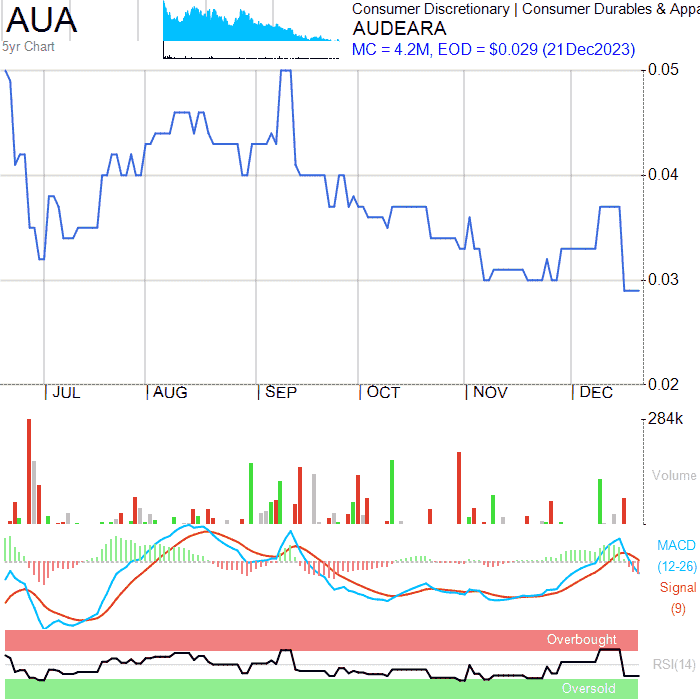 AUA
5yr Chart
Consumer Discretionary | Consumer Durables & Appa
AUDEARA
MC = 4.2M, EOD = $0.029 (21Dec2023)
0.05
0.04
0.03
0.02
JUL
AUG
SEP
OCT
NOV
DEC
284k
Volume
MACD
(12-26)
Signal
(9)
Overbought
RSI(14)
Oversold